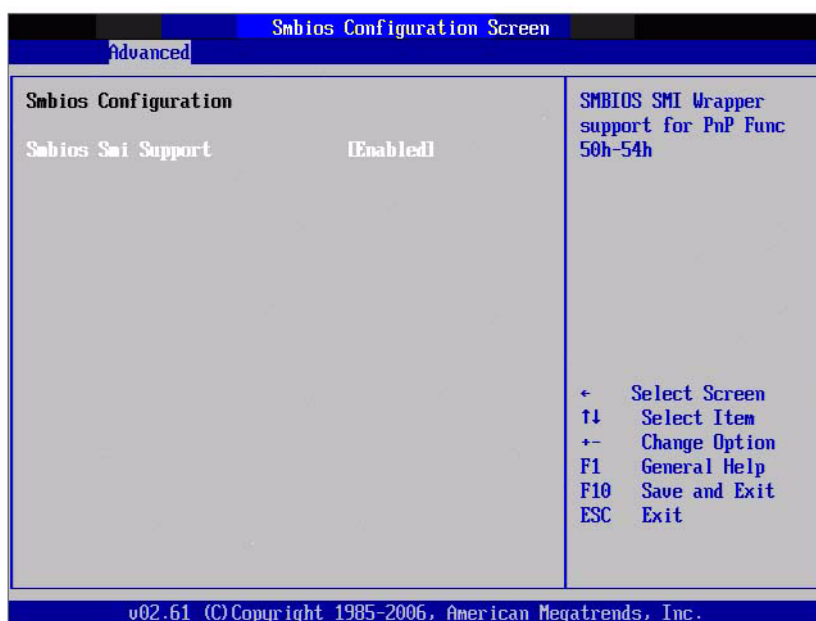 Smbios Configuration Screen
Advanced
Smbios Configuration
Smbios Smi Support [Enabled]
SMBIOS SMI Wrapper
support for PnP Func
50h-54h
← Select Screen
↑↓ Select Item
+- Change Option
F1 General Help
F10 Save and Exit
ESC Exit
v02.61 (C)Copyright 1985-2006, American Megatrends, Inc.